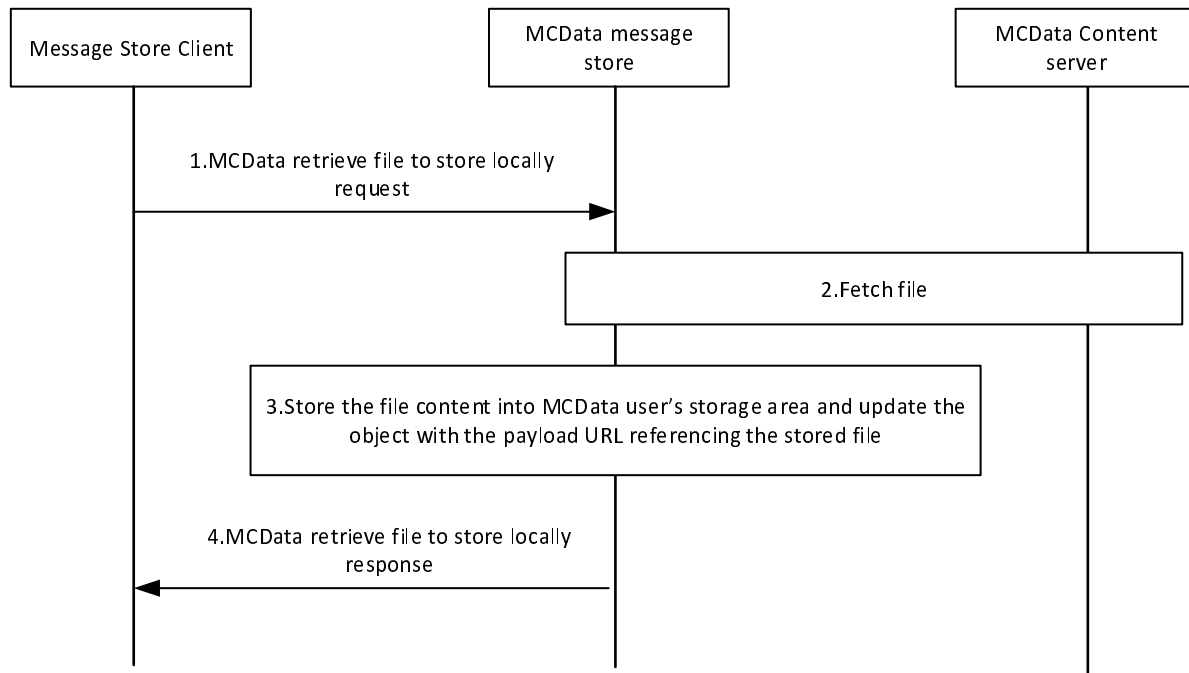 Message Store Client
MCData message
store
MCData Content
server
1.MCData retrieve file to store locally
request
2.Fetch file
3.Store the file content into MCData user’s storage area and update the
object with the payload URL referencing the stored file
4.MCData retrieve file to store locally
response